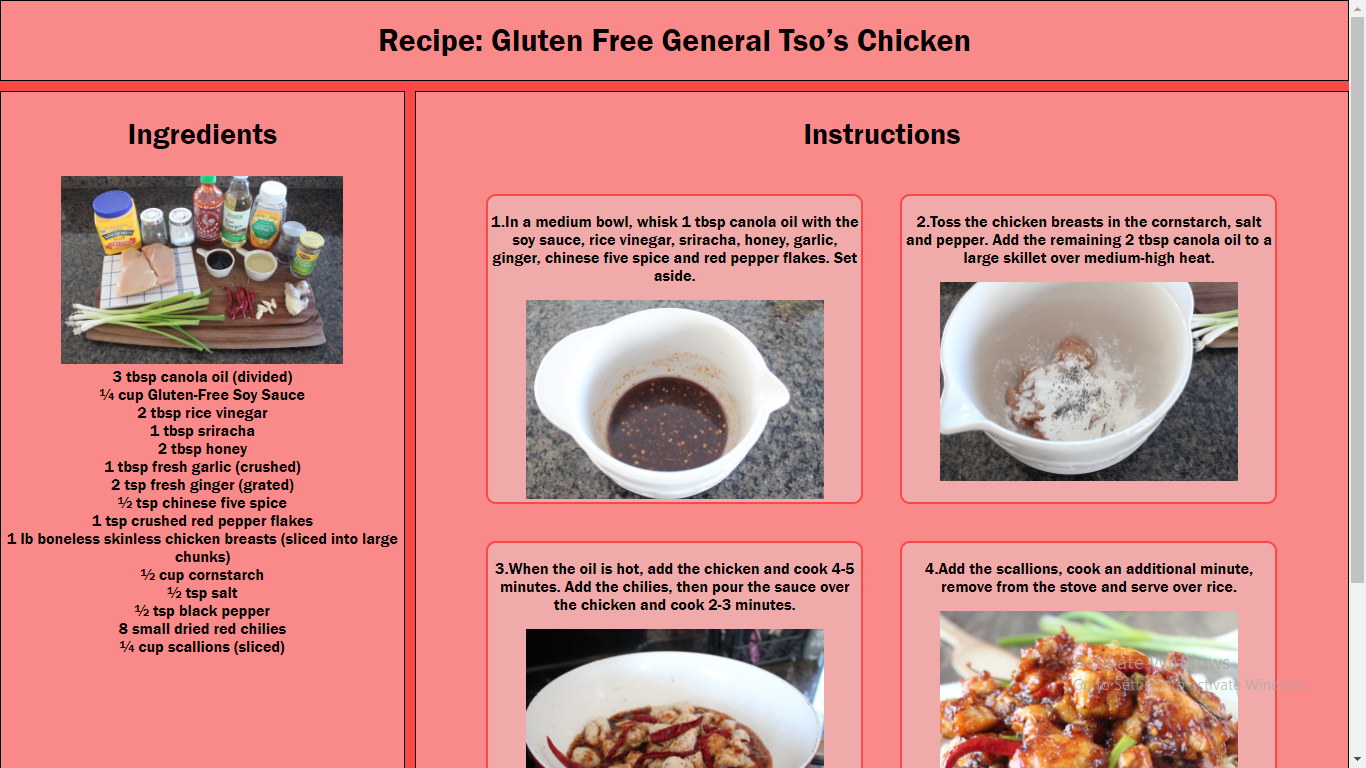 Recipe: Gluten Free General Tso’s Chicken
Ingredients
3 tbsp canola oil (divided)
¼ cup Gluten-Free Soy Sauce
2 tbsp rice vinegar
1 tbsp sriracha
2 tbsp honey
1 tbsp fresh garlic (crushed)
2 tsp fresh ginger (grated)
½ tsp chinese five spice
1 tsp crushed red pepper flakes
1 lb boneless skinless chicken breasts (sliced into large
chunks)
½ cup cornstarch
½ tsp salt
½ tsp black pepper
8 small dried red chilies
¼ cup scallions (sliced)
Instructions
1.In a medium bowl, whisk 1 tbsp canola oil with the
soy sauce, rice vinegar, sriracha, honey, garlic,
ginger, chinese five spice and red pepper flakes. Set
aside.
2.Toss the chicken breasts in the cornstarch, salt
and pepper. Add the remaining 2 tbsp canola oil to a
large skillet over medium-high heat.
3.When the oil is hot, add the chicken and cook 4-5
minutes. Add the chilies, then pour the sauce over
the chicken and cook 2-3 minutes.
4.Add the scallions, cook an additional minute,
remove from the stove and serve over rice.
Activate Windows
Go to Settings to activate Windows.